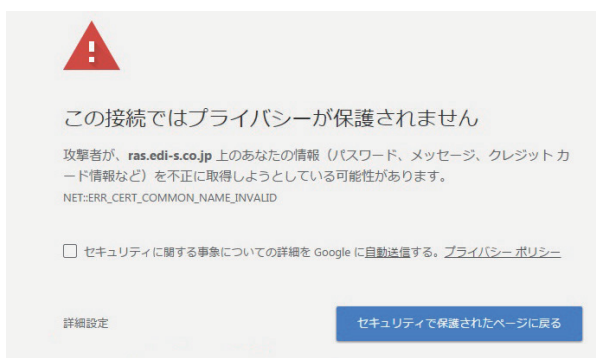 この接続ではプライバシーが保護されません
攻撃者が、ras.edi-s.co.jp 上のあなたの情報（パスワード、メッセージ、クレジット カ
ード情報など）を不正に取得しようとしている可能性があります。
NET::ERR_CERT_COMMON_NAME_INVALID
セキュリティに関する事象についての詳細を Google に自動送信する。プライバシー ポリシー
詳細設定
セキュリティで保護されたページに戻る